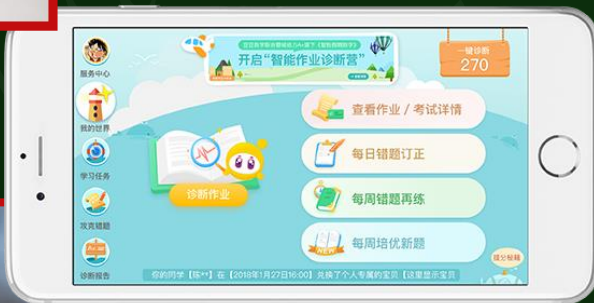 开启“智能作业诊断营”
一键诊断
270
服务中心
我的世界
学习任务
攻克错题
诊断报告
诊断作业
查看作业 / 考试详情
每日错题订正
每周错题再练
每周培优新题
NEW
提分秘籍
你的同学【陈**】在【2018年1月27日16:00】兑换了个人专属的宝贝【这里显示宝贝